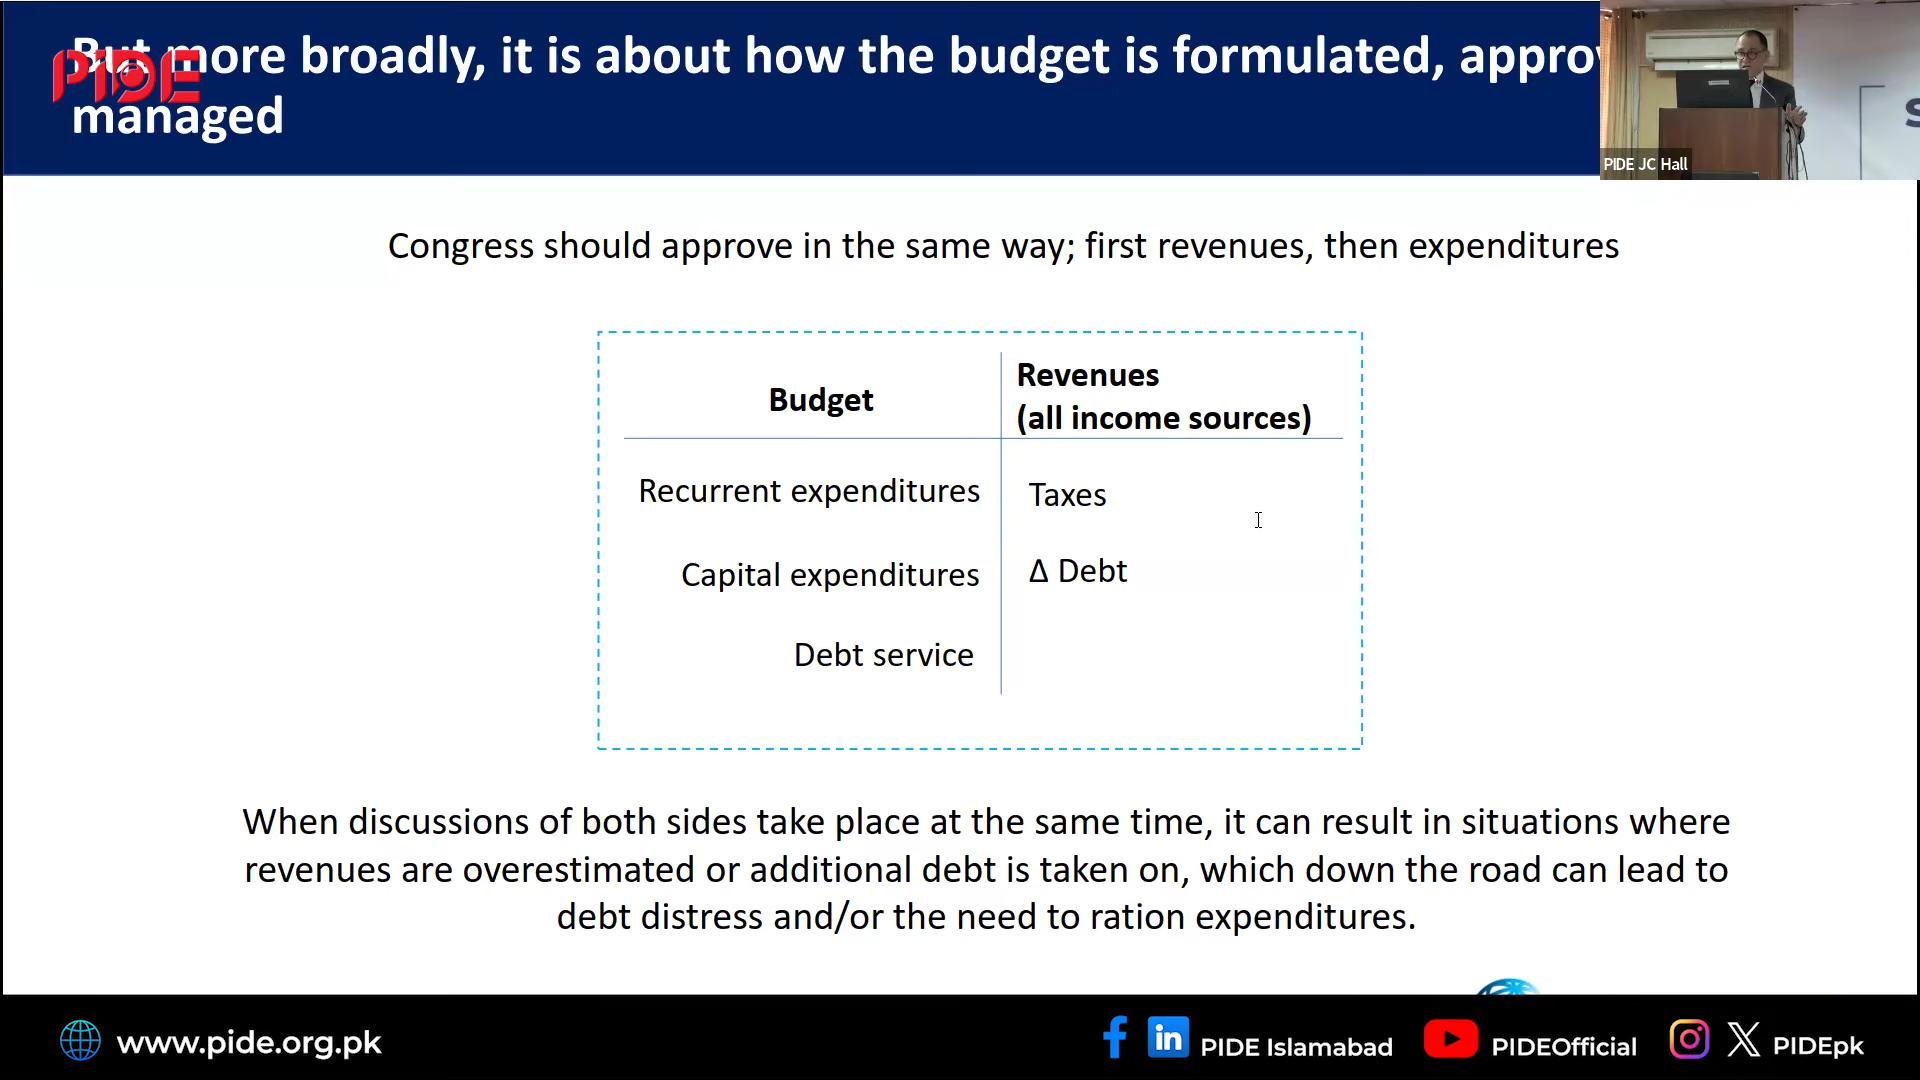 But more broadly, it is about how the budget is formulated, approv
managed
PIDE
PIDE JC Hall
Congress should approve in the same way; first revenues, then expenditures
Budget
Revenues
(all income sources)
Recurrent expenditures
Taxes
Capital expenditures
Δ Debt
Debt service
When discussions of both sides take place at the same time, it can result in situations where
revenues are overestimated or additional debt is taken on, which down the road can lead to
debt distress and/or the need to ration expenditures.
www.pide.org.pk
PIDE Islamabad
PIDEOfficial
PIDEpk